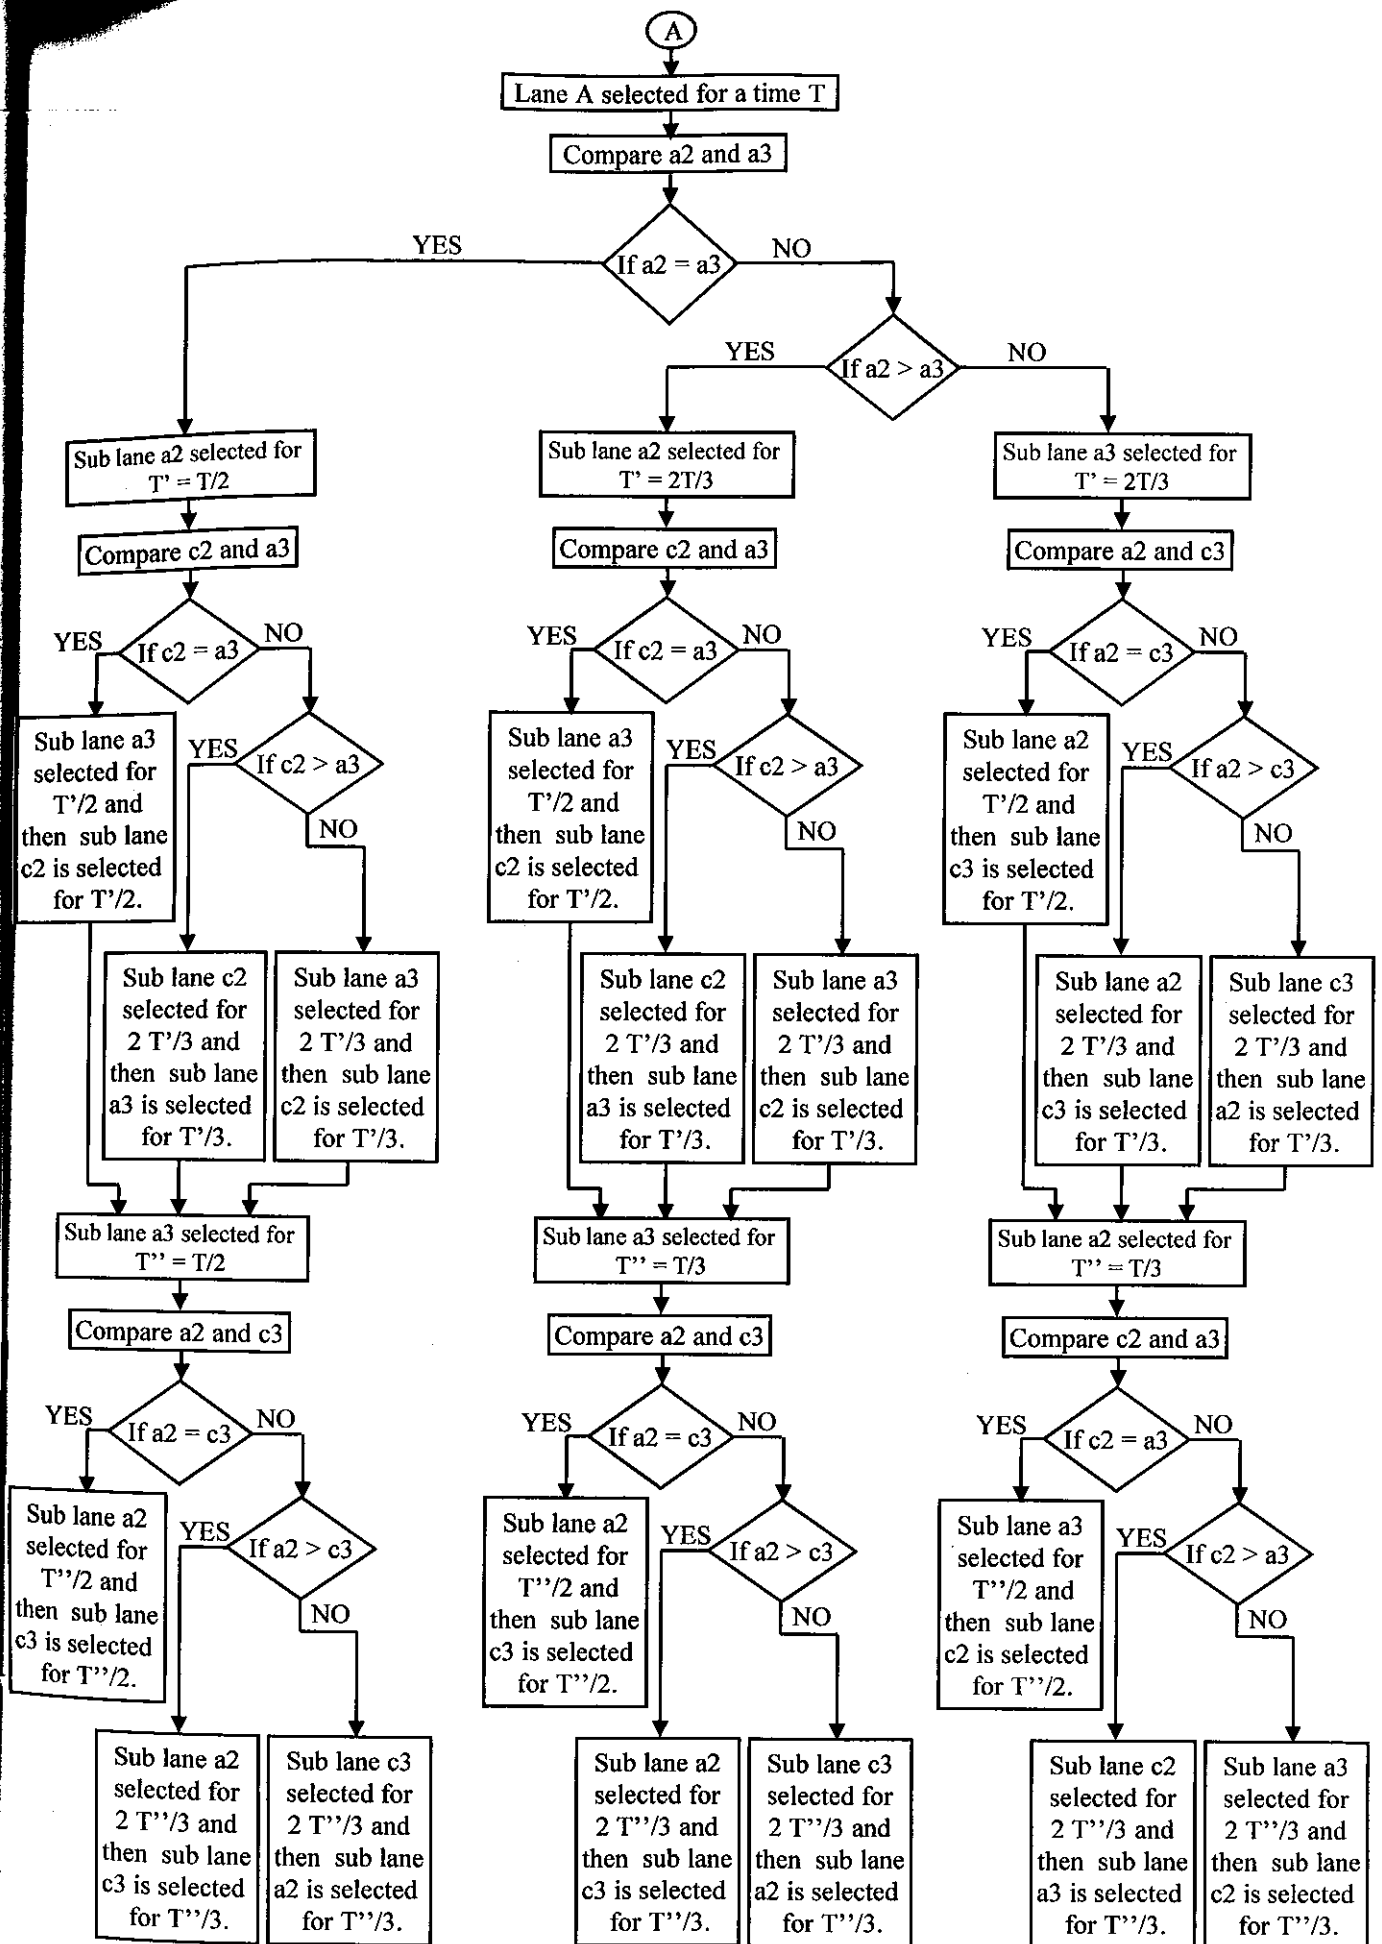 A
Lane A selected for a time T
Compare a2 and a3
YES
If a2 = a3
NO
YES
If a2 > a3
NO
Sub lane a2 selected for
T' = T/2
Sub lane a2 selected for
T' = 2T/3
Sub lane a3 selected for
T' = 2T/3
Compare c2 and a3
Compare c2 and a3
Compare a2 and c3
YES
If c2 = a3
NO
YES
If c2 = a3
NO
YES
If a2 = c3
NO
Sub lane a3
selected for
T'/2 and
then sub lane
c2 is selected
for T'/2.
YES
If c2 > a3
NO
Sub lane a3
selected for
T'/2 and
then sub lane
c2 is selected
for T'/2.
YES
If c2 > a3
NO
Sub lane a2
selected for
T'/2 and
then sub lane
c3 is selected
for T'/2.
YES
If a2 > c3
NO
Sub lane c2
selected for
2 T'/3 and
then sub lane
a3 is selected
for T'/3.
Sub lane a3
selected for
2 T'/3 and
then sub lane
c2 is selected
for T'/3.
Sub lane c2
selected for
2 T'/3 and
then sub lane
a3 is selected
for T'/3.
Sub lane a3
selected for
2 T'/3 and
then sub lane
c2 is selected
for T'/3.
Sub lane a2
selected for
2 T'/3 and
then sub lane
c3 is selected
for T'/3.
Sub lane c3
selected for
2 T'/3 and
then sub lane
a2 is selected
for T'/3.
Sub lane a3 selected for
T'' = T/2
Sub lane a3 selected for
T'' = T/3
Sub lane a2 selected for
T'' = T/3
Compare a2 and c3
Compare a2 and c3
Compare c2 and a3
YES
If a2 = c3
NO
YES
If a2 = c3
NO
YES
If c2 = a3
NO
Sub lane a2
selected for
T''/2 and
then sub lane
c3 is selected
for T''/2.
YES
If a2 > c3
NO
Sub lane a2
selected for
T''/2 and
then sub lane
c3 is selected
for T''/2.
YES
If a2 > c3
NO
Sub lane a3
selected for
T''/2 and
then sub lane
c2 is selected
for T''/2.
YES
If c2 > a3
NO
Sub lane a2
selected for
2 T''/3 and
then sub lane
c3 is selected
for T''/3.
Sub lane c3
selected for
2 T''/3 and
then sub lane
a2 is selected
for T''/3.
Sub lane a2
selected for
2 T''/3 and
then sub lane
c3 is selected
for T''/3.
Sub lane c3
selected for
2 T''/3 and
then sub lane
a2 is selected
for T''/3.
Sub lane c2
selected for
2 T''/3 and
then sub lane
a3 is selected
for T''/3.
Sub lane a3
selected for
2 T''/3 and
then sub lane
c2 is selected
for T''/3.